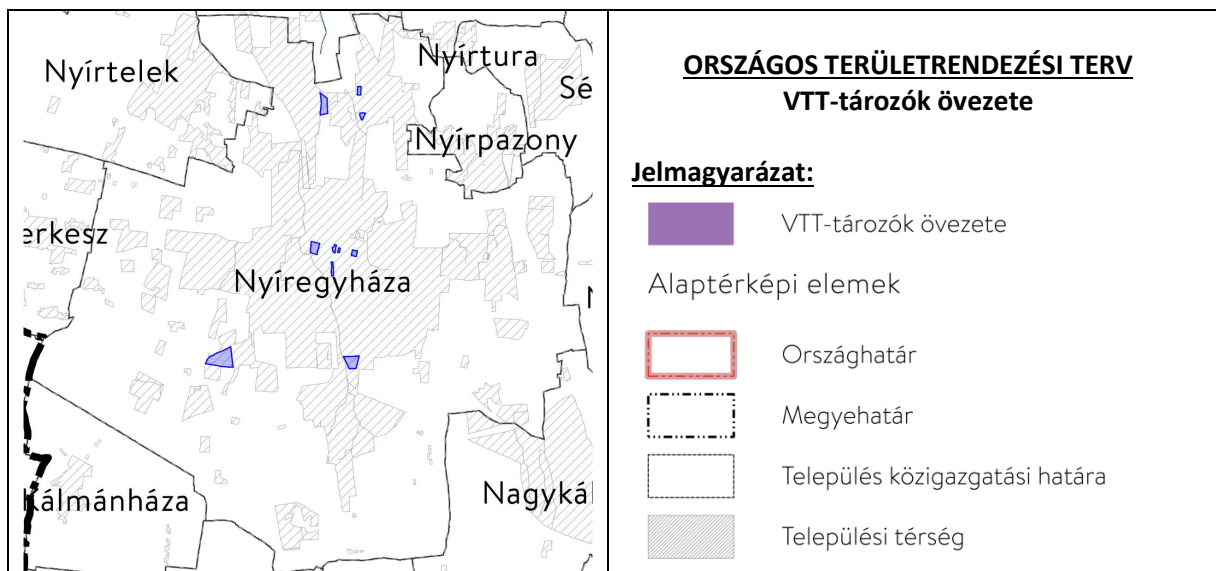 Nyírtelek
Nyírtura
Sé
Nyírpazony
erkesz
Nyíregyháza
Kálmánháza
Nagykál
ORSZÁGOS TERÜLETRENDEZÉSI TERV
VTT-tározók övezete
Jelmagyarázat:
VTT-tározók övezete
Alaptérképi elemek
Országhatár
Megyehatár
Település közigazgatási határa
Települési térség